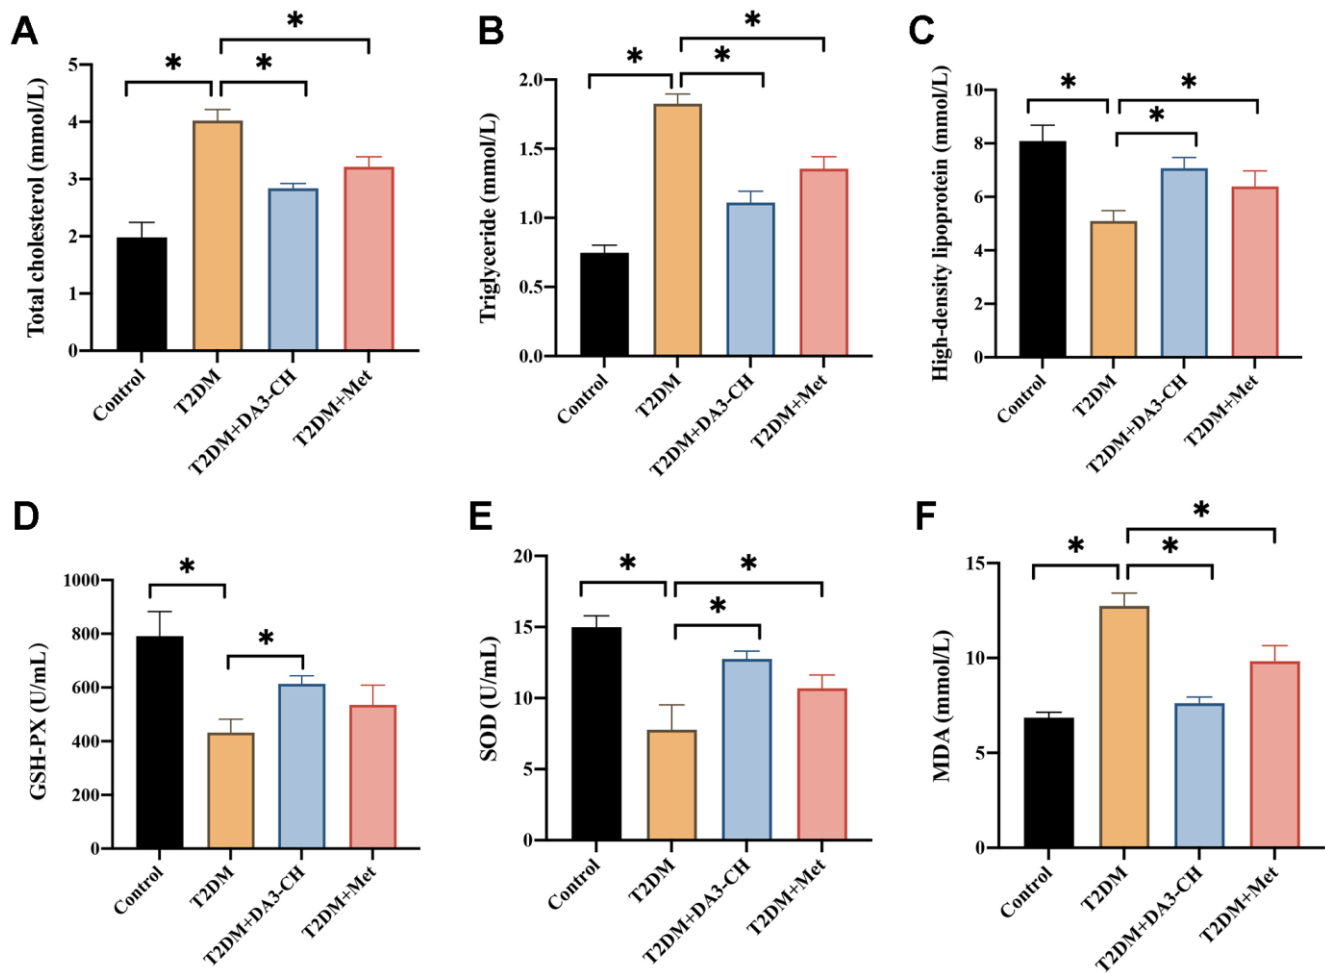 A
Total cholesterol (mmol/L)
5
4
3
2
1
0
*
*
*
Control
T2DM
T2DM+DA3-CH
T2DM+Met
B
Triglyceride (mmol/L)
2.0
1.5
1.0
0.5
0.0
*
*
*
Control
T2DM
T2DM+DA3-CH
T2DM+Met
C
High-density lipoprotein (mmol/L)
10
8
6
4
2
0
*
*
*
Control
T2DM
T2DM+DA3-CH
T2DM+Met
D
GSH-PX (U/mL)
1000
800
600
400
200
0
*
*
Control
T2DM
T2DM+DA3-CH
T2DM+Met
E
SOD (U/mL)
20
15
10
5
0
*
*
*
Control
T2DM
T2DM+DA3-CH
T2DM+Met
F
MDA (mmol/L)
15
10
5
0
*
*
*
Control
T2DM
T2DM+DA3-CH
T2DM+Met